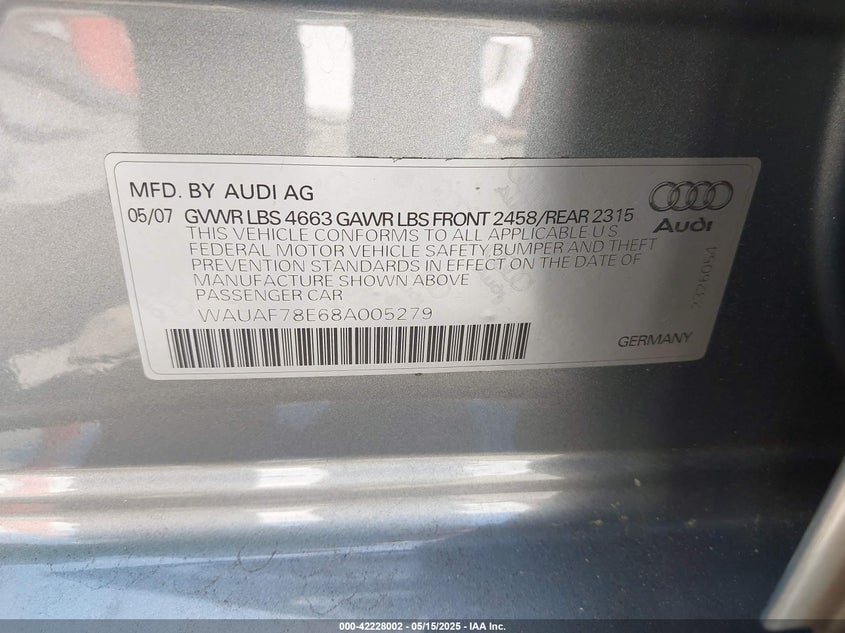 MFD. BY AUDI AG
05/07 GVWR LBS 4663 GAWR LBS FRONT 2458/REAR 2315
THIS VEHICLE CONFORMS TO ALL APPLICABLE U S
FEDERAL MOTOR VEHICLE SAFETY,BUMPER AND THEFT
PREVENTION STANDARDS IN EFFECT ON THE DATE OF
MANUFACTURE SHOWN ABOVE
PASSENGER CAR
WAUAF78E68A005279
GERMANY
Audi
000-42228002 - 05/15/2025 - IAA Inc.